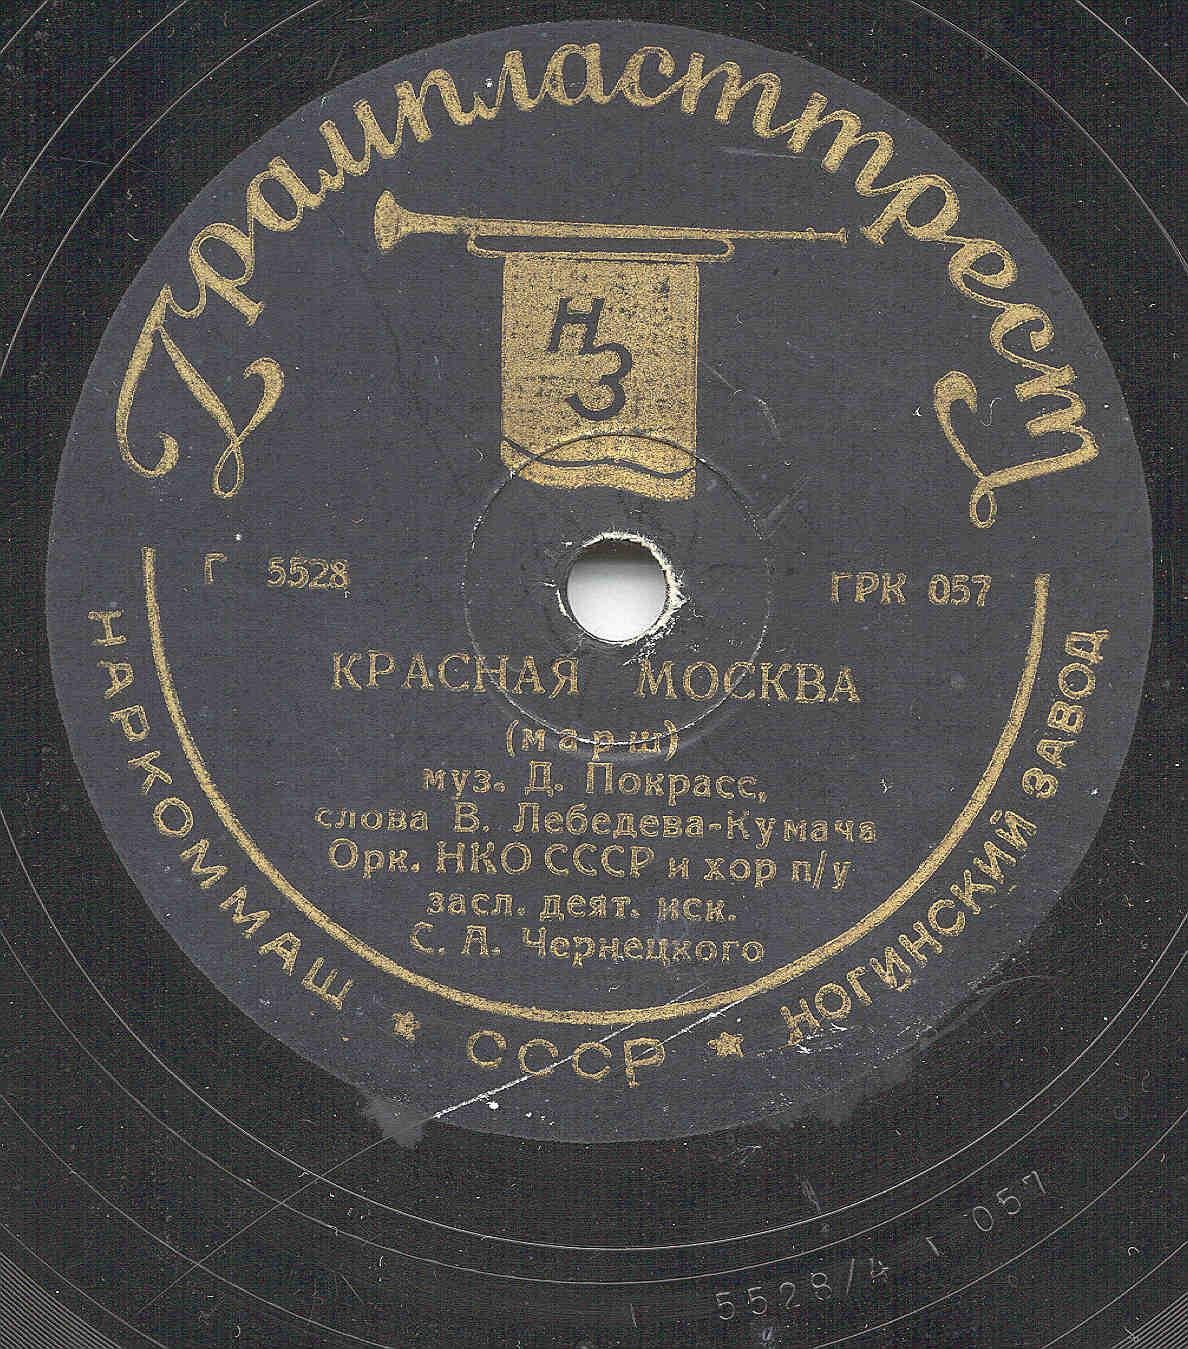 Грампласттрест
НЗ
Г 5528
ГРК 057
КРАСНАЯ МОСКВА
(марш)
муз. Д. Покрасс,
слова В. Лебедева-Кумача
Орк. НКО СССР и хор п/у
засл. деят. иск.
С. А. Чернецкого
НАРКОММАШ ★ СССР ★ НОГИНСКИЙ ЗАВОД
5528/4 Г 057